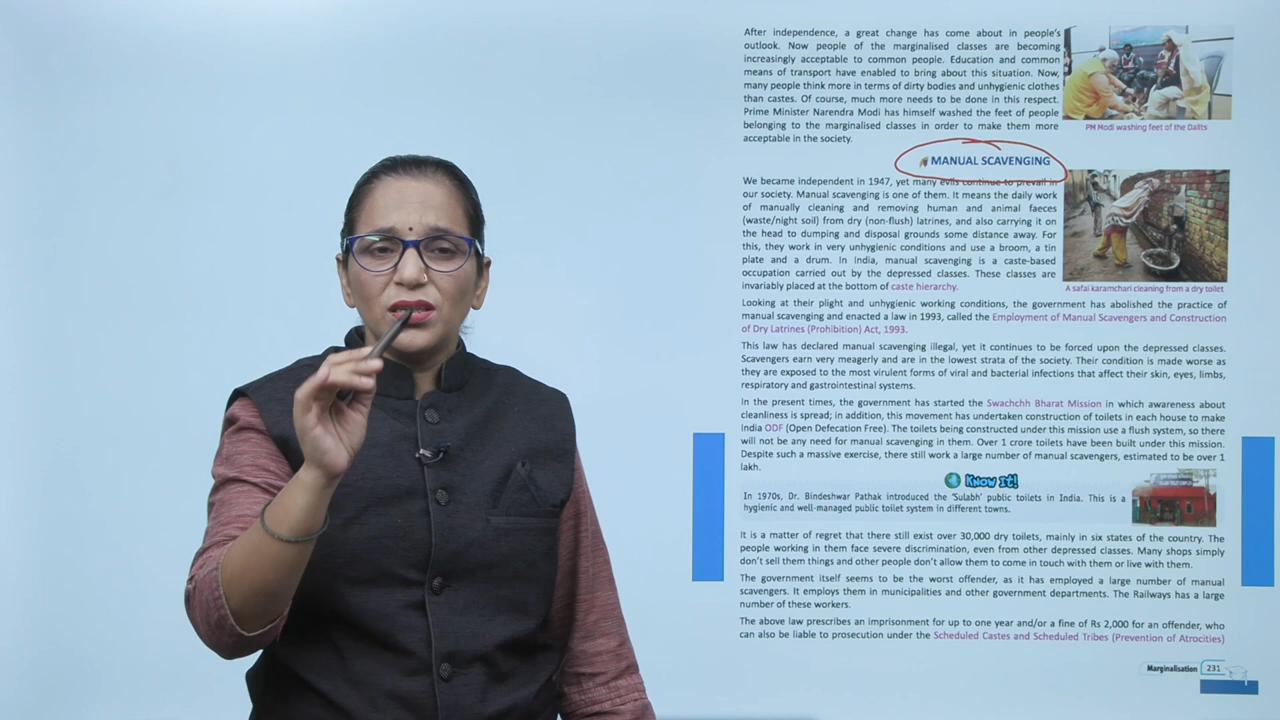 After independence, a great change has come about in people's
outlook. Now people of the marginalised classes are becoming
increasingly acceptable to common people. Education and common
means of transport have enabled to bring about this situation. Now,
many people think more in terms of dirty bodies and unhygienic clothes
than castes. Of course, much more needs to be done in this respect.
Prime Minister Narendra Modi has himself washed the feet of people
belonging to the marginalised classes in order to make them more
acceptable in the society.
PM Modi washing feet of the Dalits
MANUAL SCAVENGING
We became independent in 1947, yet many evils continue to prevail in
our society. Manual scavenging is one of them. It means the daily work
of manually cleaning and removing human and animal faeces
(waste/night soil) from dry (non-flush) latrines, and also carrying it on
the head to dumping and disposal grounds some distance away. For
this, they work in very unhygienic conditions and use a broom, a tin
plate and a drum. In India, manual scavenging is a caste-based
occupation carried out by the depressed classes. These classes are
invariably placed at the bottom of caste hierarchy.
A safai karamchari cleaning from a dry toilet
Looking at their plight and unhygienic working conditions, the government has abolished the practice of
manual scavenging and enacted a law in 1993, called the Employment of Manual Scavengers and Construction
of Dry Latrines (Prohibition) Act, 1993.
This law has declared manual scavenging illegal, yet it continues to be forced upon the depressed classes.
Scavengers earn very meagerly and are in the lowest strata of the society. Their condition is made worse as
they are exposed to the most virulent forms of viral and bacterial infections that affect their skin, eyes, limbs,
respiratory and gastrointestinal systems.
In the present times, the government has started the Swachchh Bharat Mission in which awareness about
cleanliness is spread; in addition, this movement has undertaken construction of toilets in each house to make
India ODF (Open Defecation Free). The toilets being constructed under this mission use a flush system, so there
will not be any need for manual scavenging in them. Over 1 crore toilets have been built under this mission.
Despite such a massive exercise, there still work a large number of manual scavengers, estimated to be over 1
lakh.
KNOW IT!
In 1970s, Dr. Bindeshwar Pathak introduced the 'Sulabh' public toilets in India. This is a
hygienic and well-managed public toilet system in different towns.
It is a matter of regret that there still exist over 30,000 dry toilets, mainly in six states of the country. The
people working in them face severe discrimination, even from other depressed classes. Many shops simply
don't sell them things and other people don't allow them to come in touch with them or live with them.
The government itself seems to be the worst offender, as it has employed a large number of manual
scavengers. It employs them in municipalities and other government departments. The Railways has a large
number of these workers.
The above law prescribes an imprisonment for up to one year and/or a fine of Rs 2,000 for an offender, who
can also be liable to prosecution under the Scheduled Castes and Scheduled Tribes (Prevention of Atrocities)
Marginalisation 231